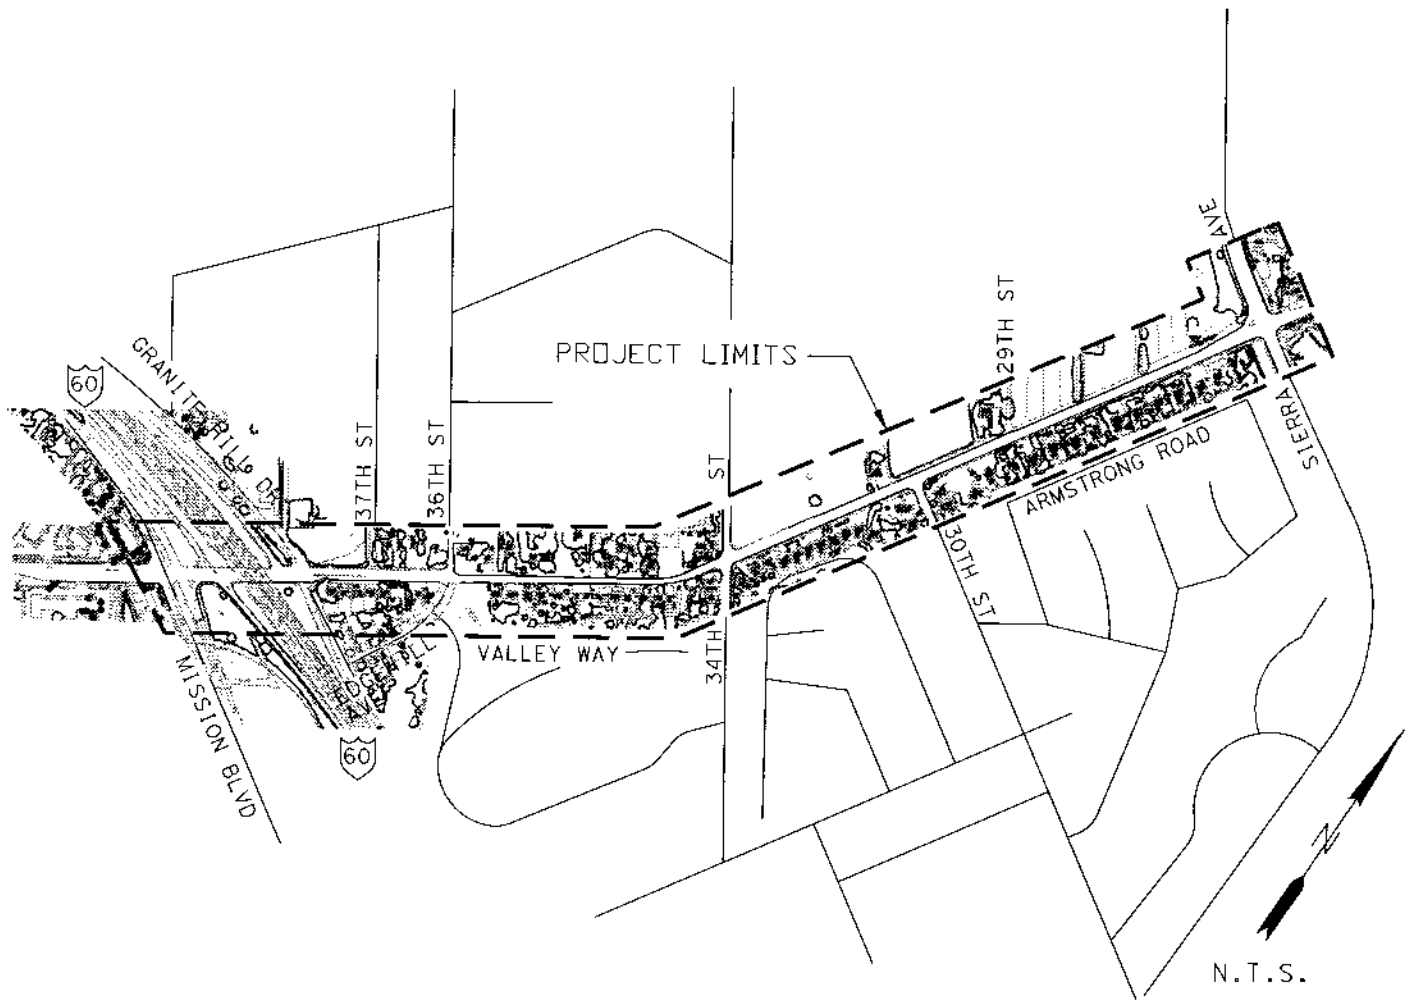 AVE
29TH ST
PROJECT LIMITS
GRANITE HILL DR
60
37TH ST
36TH ST
ST
SIERRA
ARMSTRONG ROAD
30TH ST
34TH
VALLEY WAY
EDGEHILL
AVE
MISSION BLVD
60
N
N.T.S.